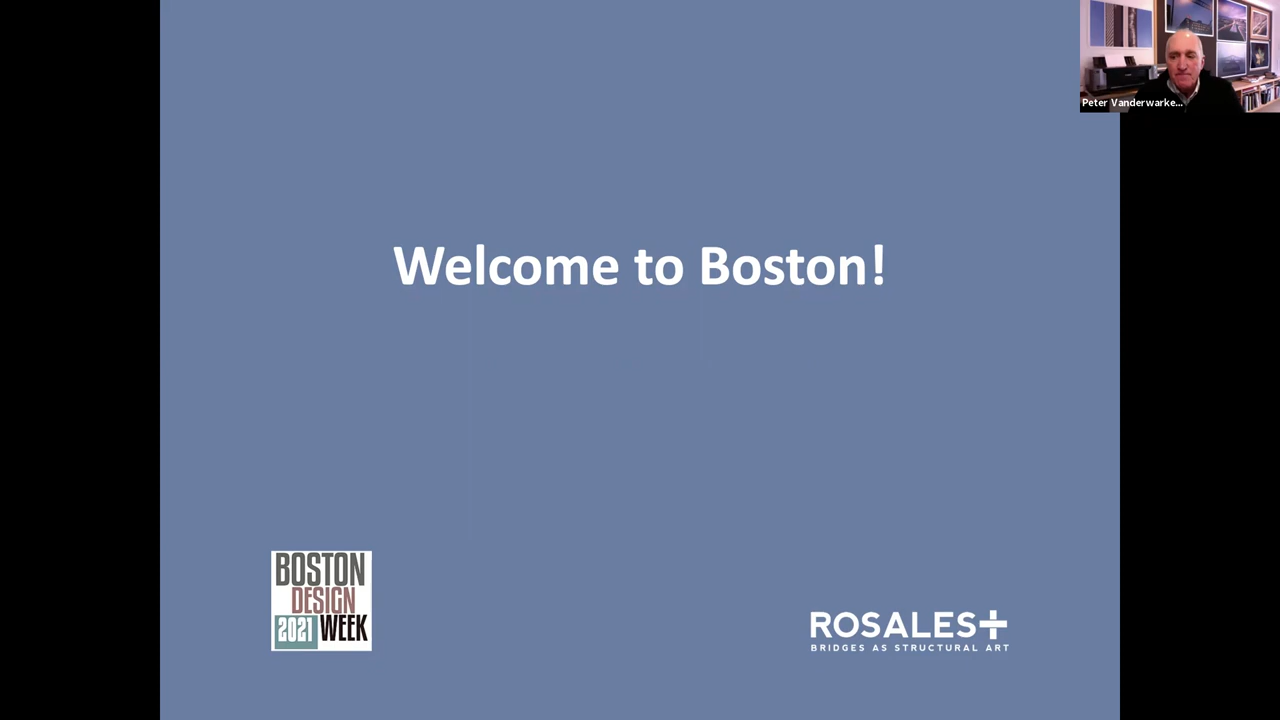 Peter Vanderwarke...
Welcome to Boston!
BOSTON
DESIGN
2021 WEEK
ROSALES+
BRIDGES AS STRUCTURAL ART